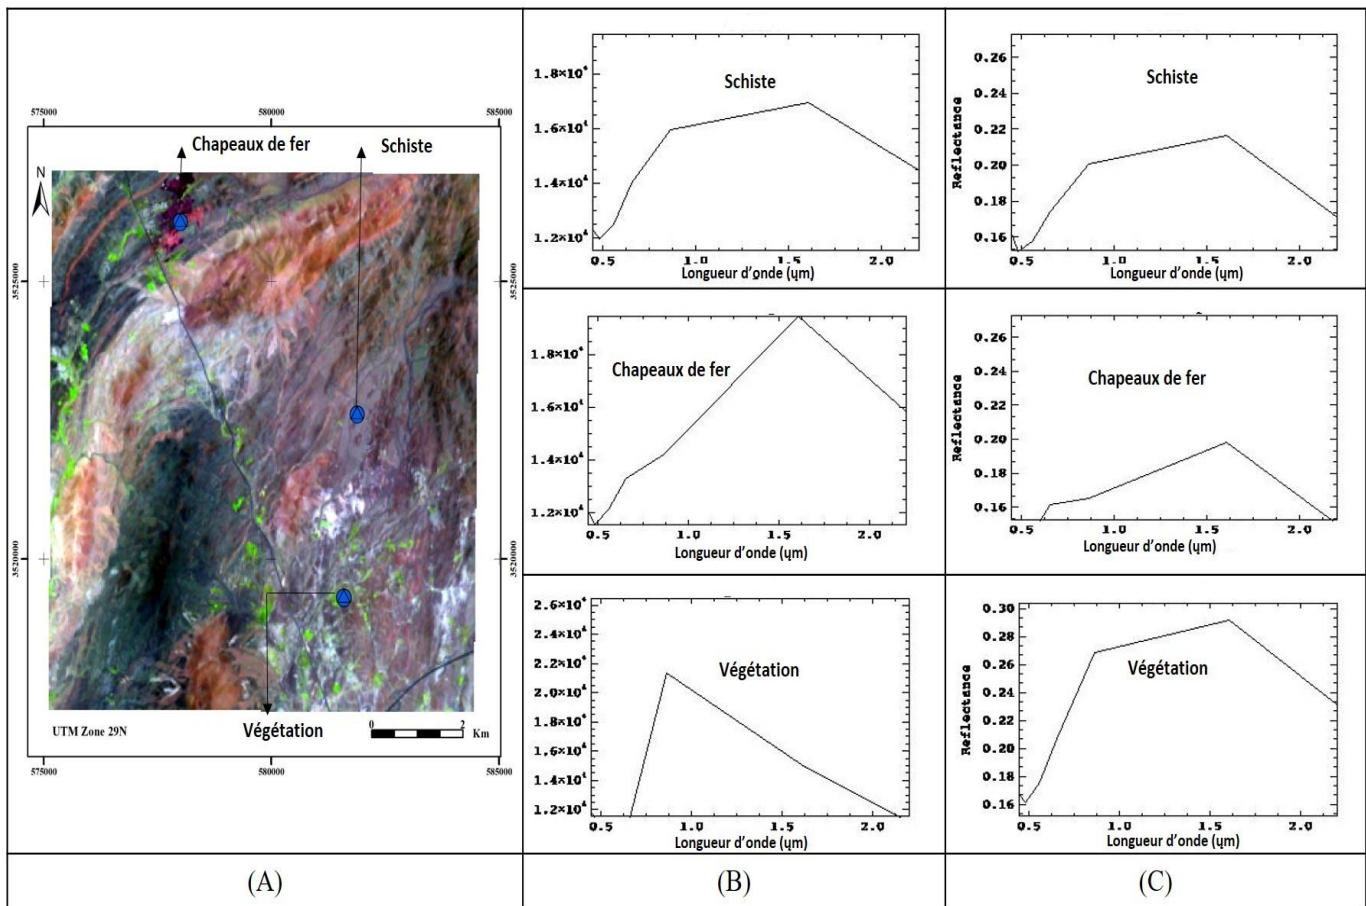 575000
580000
585000
Chapeaux de fer
Schiste
N
3525000
3525000
3520000
3520000
Végétation
UTM Zone 29N
0 2
Km
575000
580000
585000
Schiste
1.8×10⁴
1.6×10⁴
1.4×10⁴
1.2×10⁴
0.5 1.0 1.5 2.0
Longueur d'onde (ųm)
Schiste
Reflectance
0.26
0.24
0.22
0.20
0.18
0.16
0.5 1.0 1.5 2.0
Longueur d'onde (ųm)
Chapeaux de fer
1.8×10⁴
1.6×10⁴
1.4×10⁴
1.2×10⁴
0.5 1.0 1.5 2.0
Longueur d'onde (ųm)
Chapeaux de fer
Reflectance
0.26
0.24
0.22
0.20
0.18
0.16
0.5 1.0 1.5 2.0
Longueur d'onde (ųm)
Végétation
2.6×10⁴
2.4×10⁴
2.2×10⁴
2.0×10⁴
1.8×10⁴
1.6×10⁴
1.4×10⁴
1.2×10⁴
0.5 1.0 1.5 2.0
Longueur d'onde (ųm)
Végétation
Reflectance
0.30
0.28
0.26
0.24
0.22
0.20
0.18
0.16
0.5 1.0 1.5 2.0
Longueur d'onde (ųm)
(A)
(B)
(C)